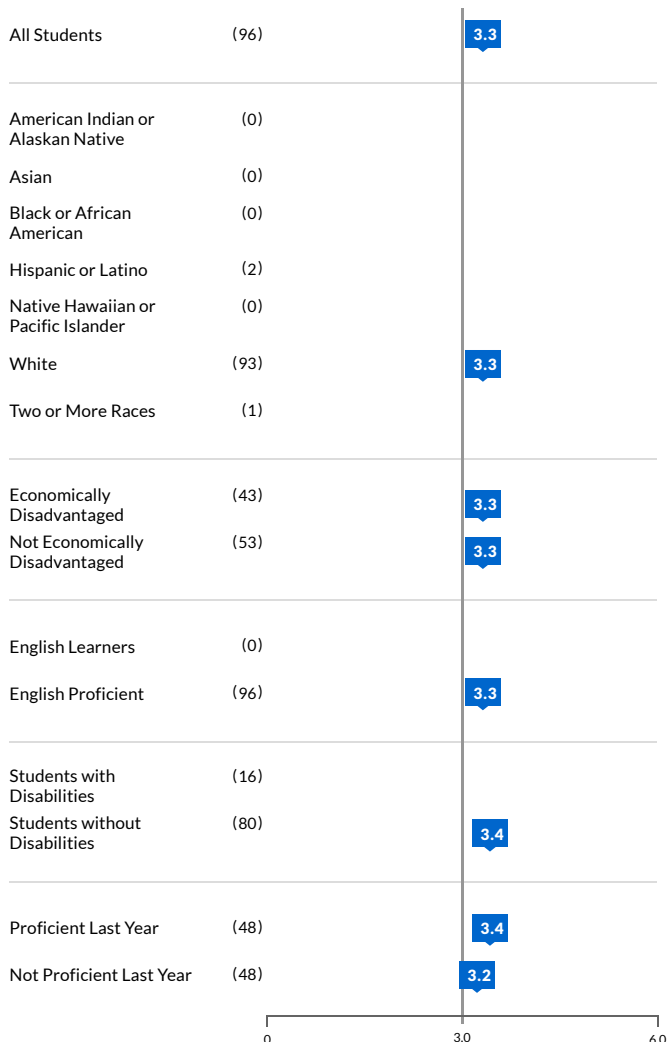 All Students (96) 3.3
American Indian or
Alaskan Native (0)
Asian (0)
Black or African
American (0)
Hispanic or Latino (2)
Native Hawaiian or
Pacific Islander (0)
White (93) 3.3
Two or More Races (1)
Economically
Disadvantaged (43) 3.3
Not Economically
Disadvantaged (53) 3.3
English Learners (0)
English Proficient (96) 3.3
Students with
Disabilities (16)
Students without
Disabilities (80) 3.4
Proficient Last Year (48) 3.4
Not Proficient Last Year (48) 3.2
0 3.0 6.0